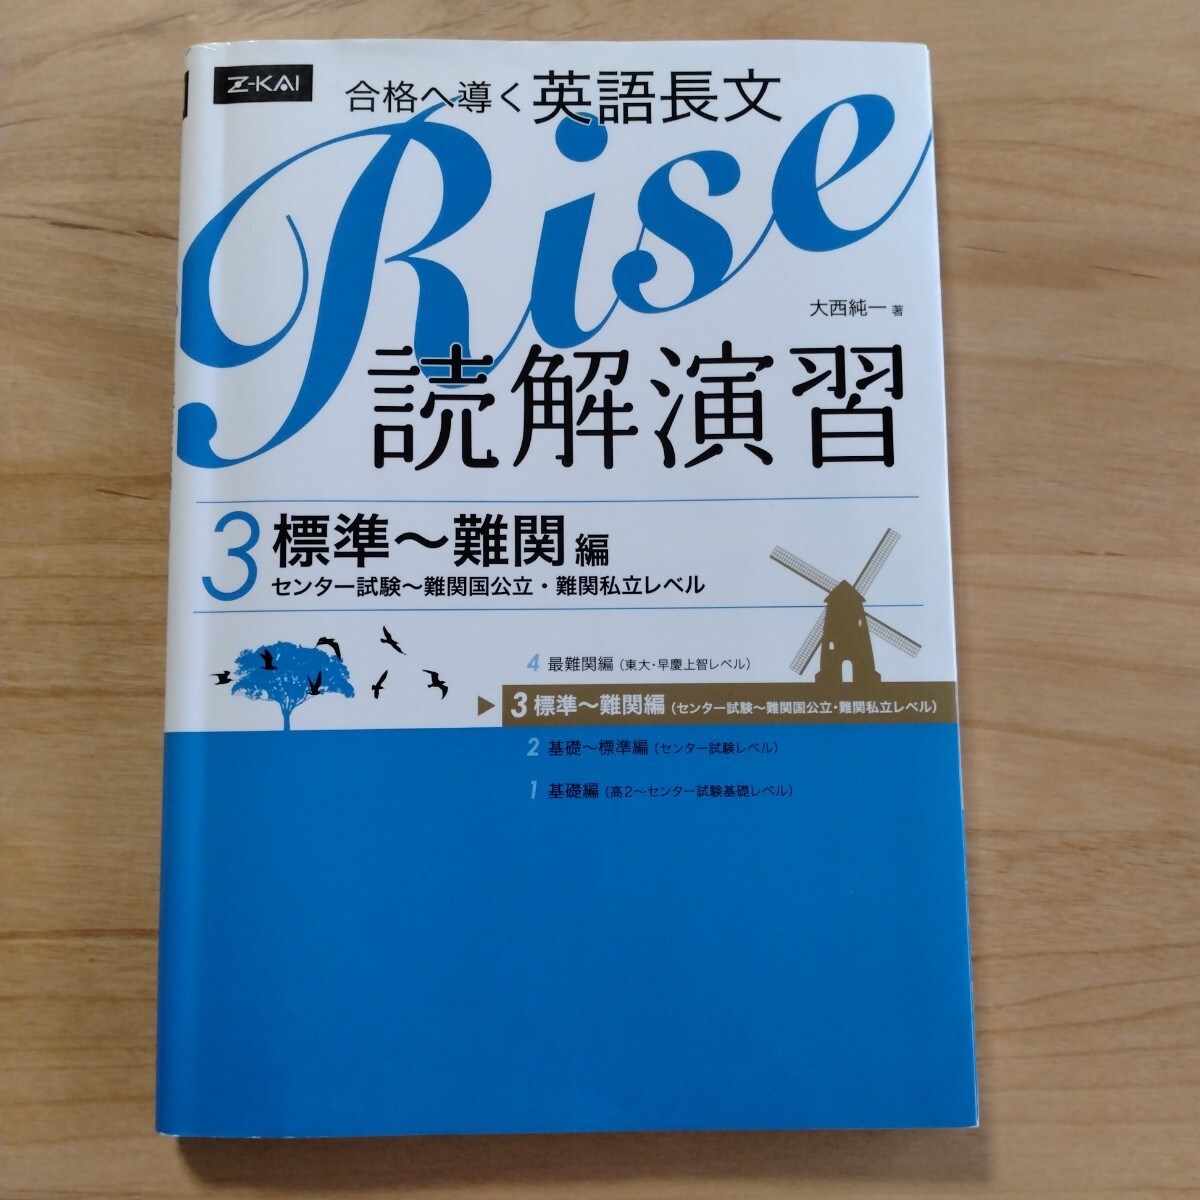 Z-KAI
合格へ導く 英語長文
Rise
大西純一 著
読解演習
3 標準～難関 編
センター試験～難関国公立・難関私立レベル
4 最難関編（東大・早慶上智レベル）
▶ 3 標準～難関編（センター試験～難関国公立・難関私立レベル）
2 基礎～標準編（センター試験レベル）
1 基礎編（高2～センター試験基礎レベル）